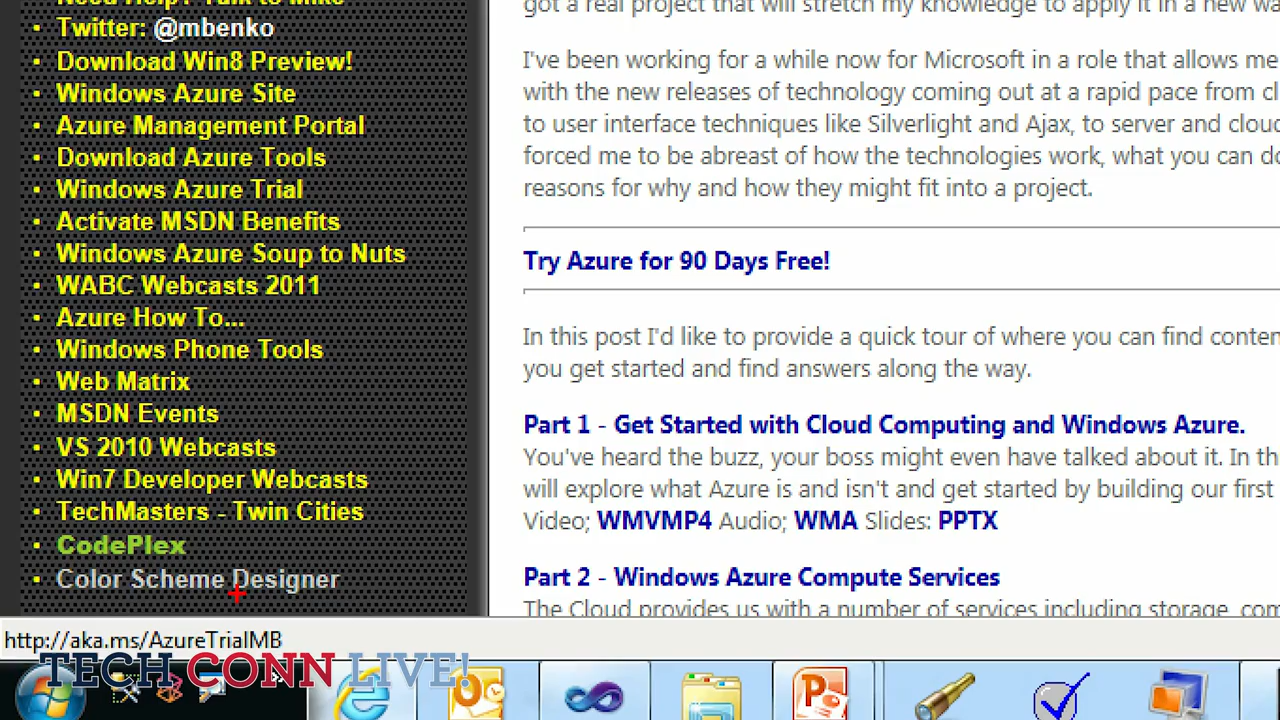 Need Help? Talk to Mike
Twitter: @mbenko
Download Win8 Preview!
Windows Azure Site
Azure Management Portal
Download Azure Tools
Windows Azure Trial
Activate MSDN Benefits
Windows Azure Soup to Nuts
WABC Webcasts 2011
Azure How To...
Windows Phone Tools
Web Matrix
MSDN Events
VS 2010 Webcasts
Win7 Developer Webcasts
TechMasters - Twin Cities
CodePlex
Color Scheme Designer
got a real project that will stretch my knowledge to apply it in a new
I've been working for a while now for Microsoft in a role that allows me
with the new releases of technology coming out at a rapid pace from
to user interface techniques like Silverlight and Ajax, to server and
forced me to be abreast of how the technologies work, what you can
reasons for why and how they might fit into a project.
Try Azure for 90 Days Free!
In this post I'd like to provide a quick tour of where you can find
you get started and find answers along the way.
Part 1 - Get Started with Cloud Computing and Windows Azure.
You've heard the buzz, your boss might even have talked about it. In
will explore what Azure is and isn't and get started by building our first
Video; WMVMP4 Audio; WMA Slides: PPTX
Part 2 - Windows Azure Compute Services
The Cloud provides us with a number of services including storage,
http://aka.ms/AzureTrialMB
TECH CONN LIVE!